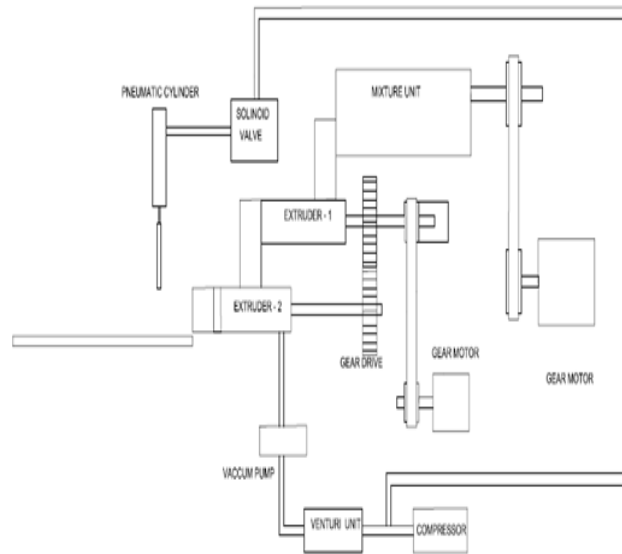 PNEUMATIC CYLINDER
SOLINOID
VALVE
MIXTURE UNIT
EXTRUDER - 1
EXTRUDER - 2
GEAR DRIVE
GEAR MOTOR
GEAR MOTOR
VACCUM PUMP
VENTURI UNIT
COMPRESSOR